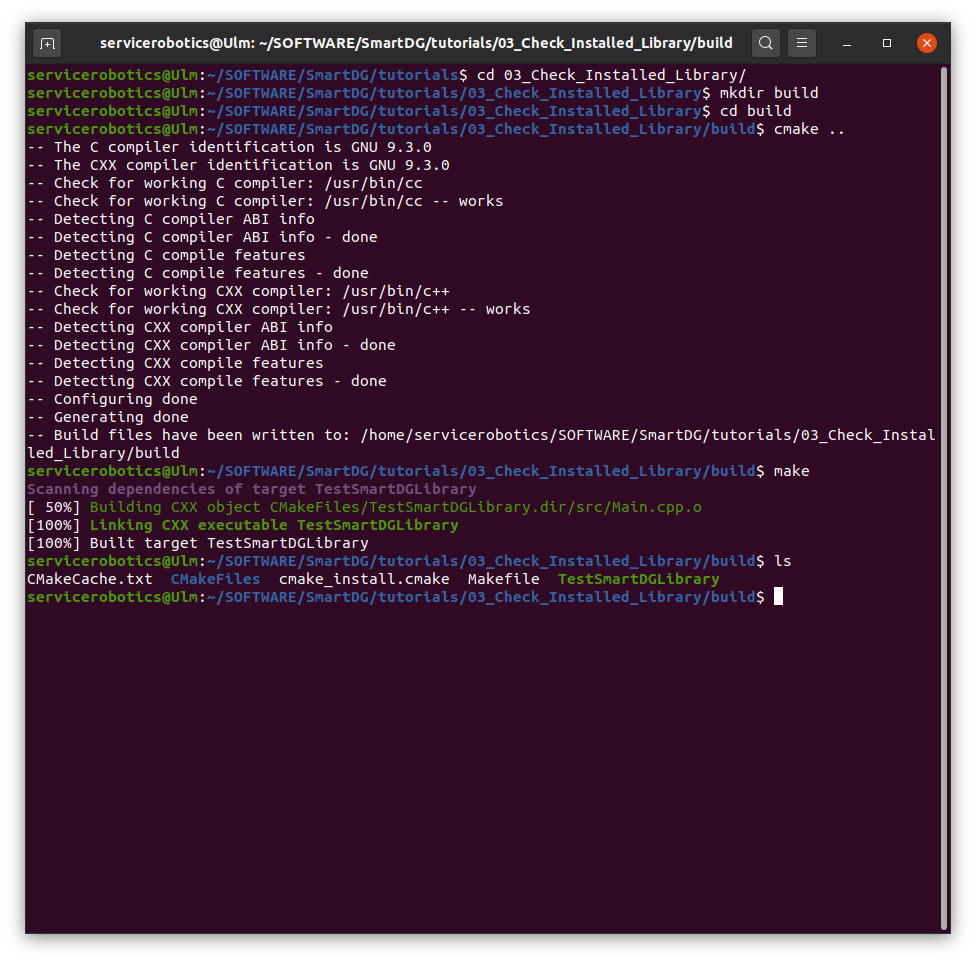 servicerobotics@Ulm: ~/SOFTWARE/SmartDG/tutorials/03_Check_Installed_Library/build
servicerobotics@Ulm:~/SOFTWARE/SmartDG/tutorials$ cd 03_Check_Installed_Library/
servicerobotics@Ulm:~/SOFTWARE/SmartDG/tutorials/03_Check_Installed_Library$ mkdir build
servicerobotics@Ulm:~/SOFTWARE/SmartDG/tutorials/03_Check_Installed_Library$ cd build
servicerobotics@Ulm:~/SOFTWARE/SmartDG/tutorials/03_Check_Installed_Library/build$ cmake ..
-- The C compiler identification is GNU 9.3.0
-- The CXX compiler identification is GNU 9.3.0
-- Check for working C compiler: /usr/bin/cc
-- Check for working C compiler: /usr/bin/cc -- works
-- Detecting C compiler ABI info
-- Detecting C compiler ABI info - done
-- Detecting C compile features
-- Detecting C compile features - done
-- Check for working CXX compiler: /usr/bin/c++
-- Check for working CXX compiler: /usr/bin/c++ -- works
-- Detecting CXX compiler ABI info
-- Detecting CXX compiler ABI info - done
-- Detecting CXX compile features
-- Detecting CXX compile features - done
-- Configuring done
-- Generating done
-- Build files have been written to: /home/servicerobotics/SOFTWARE/SmartDG/tutorials/03_Check_Instal
led_Library/build
servicerobotics@Ulm:~/SOFTWARE/SmartDG/tutorials/03_Check_Installed_Library/build$ make
Scanning dependencies of target TestSmartDGLibrary
[ 50%] Building CXX object CMakeFiles/TestSmartDGLibrary.dir/src/Main.cpp.o
[100%] Linking CXX executable TestSmartDGLibrary
[100%] Built target TestSmartDGLibrary
servicerobotics@Ulm:~/SOFTWARE/SmartDG/tutorials/03_Check_Installed_Library/build$ ls
CMakeCache.txt  CMakeFiles  cmake_install.cmake  Makefile  TestSmartDGLibrary
servicerobotics@Ulm:~/SOFTWARE/SmartDG/tutorials/03_Check_Installed_Library/build$